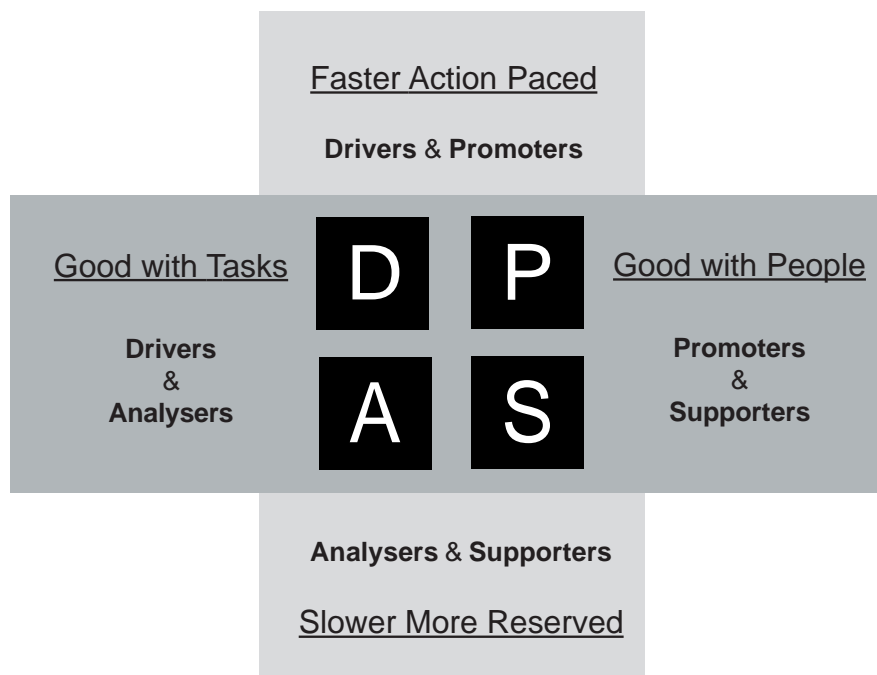 Faster Action Paced
Drivers & Promoters
Good with Tasks
Drivers
&
Analysers
D P
A S
Good with People
Promoters
&
Supporters
Analysers & Supporters
Slower More Reserved